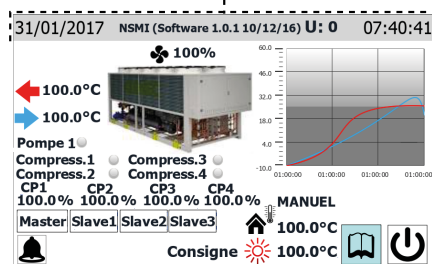 31/01/2017 NSMI (Software 1.0.1 10/12/16) U: 0 07:40:41
100%
100.0°C
100.0°C
Pompe 1
Compress.1 Compress.3
Compress.2 Compress.4
CP1 CP2 CP3 CP4
100.0% 100.0% 100.0% 100.0%
Master Slave1 Slave2 Slave3
60.0
46.0
32.0
18.0
4.0
-10.0
01:00:00 01:00:00 01:00:00 01:00:00
MANUEL
100.0°C
Consigne 100.0°C